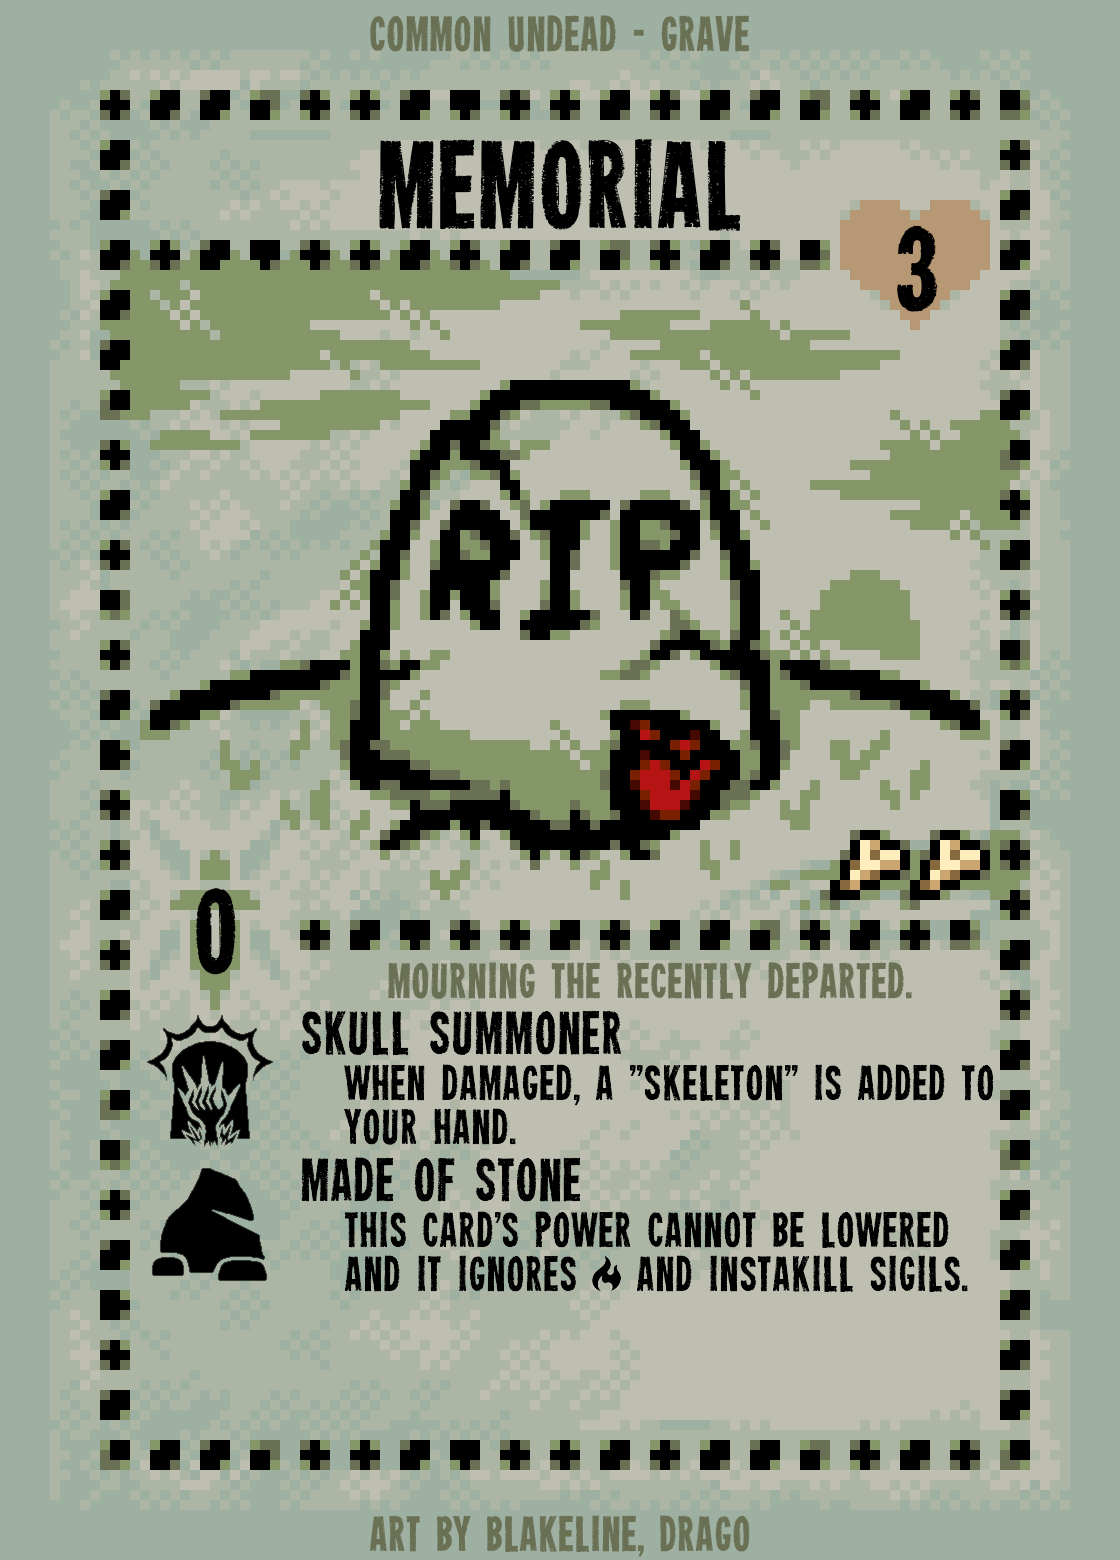 COMMON UNDEAD - GRAVE
MEMORIAL
3
RIP
0
MOURNING THE RECENTLY DEPARTED.
SKULL SUMMONER
WHEN DAMAGED, A "SKELETON" IS ADDED TO
YOUR HAND.
MADE OF STONE
THIS CARD'S POWER CANNOT BE LOWERED
AND IT IGNORES AND INSTAKILL SIGILS.
ART BY BLAKELINE, DRAGO